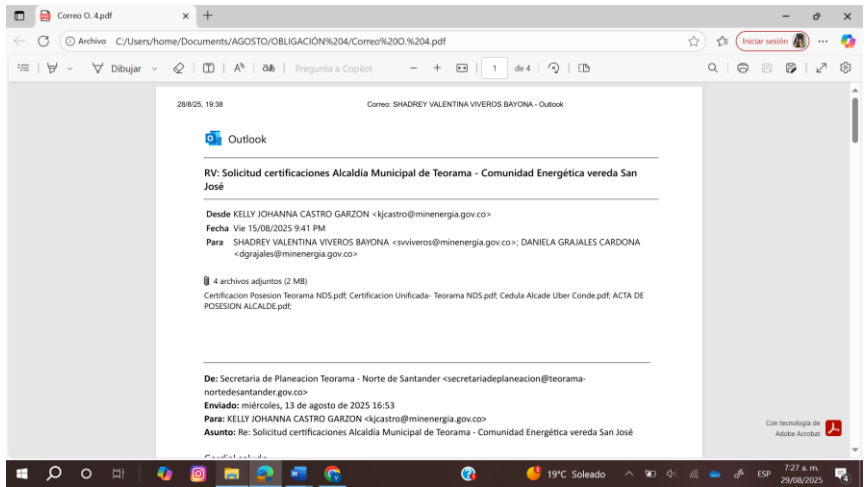 Correo O. 4.pdf
Archivo C:/Users/home/Documents/AGOSTO/OBLIGACIÓN%204/Correo%20O.%204.pdf
Iniciar sesión
Dibujar
Pregunta a Copilot
1 de 4
28/8/25, 19:38 Correo: SHADREY VALENTINA VIVEROS BAYONA - Outlook
Outlook
RV: Solicitud certificaciones Alcaldía Municipal de Teorama - Comunidad Energética vereda San
José
Desde KELLY JOHANNA CASTRO GARZON <kjcastro@minenergia.gov.co>
Fecha Vie 15/08/2025 9:41 PM
Para SHADREY VALENTINA VIVEROS BAYONA <svviveros@minenergia.gov.co>; DANIELA GRAJALES CARDONA
<dgrajales@minenergia.gov.co>
4 archivos adjuntos (2 MB)
Certificacion Posesion Teorama NDS.pdf; Certificacion Unificada- Teorama NDS.pdf; Cedula Alcade Uber Conde.pdf; ACTA DE
POSESION ALCALDE.pdf;
De: Secretaria de Planeacion Teorama - Norte de Santander <secretariadeplaneacion@teorama-
nortedesantander.gov.co>
Enviado: miércoles, 13 de agosto de 2025 16:53
Para: KELLY JOHANNA CASTRO GARZON <kjcastro@minenergia.gov.co>
Asunto: Re: Solicitud certificaciones Alcaldía Municipal de Teorama - Comunidad Energética vereda San José
Cordial saludo
Con tecnología de
Adobe Acrobat
19°C Soleado
ESP
7:27 a. m.
29/08/2025